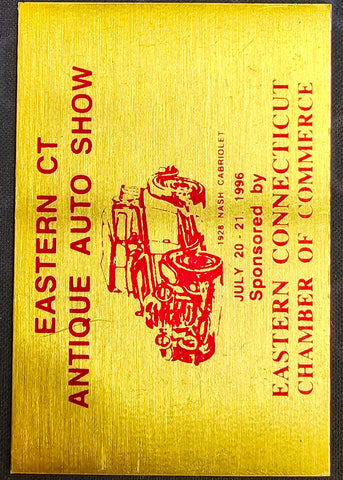 EASTERN CT
ANTIQUE AUTO SHOW
1928 NASH CABRIOLET
JULY 20 - 21 1996
Sponsored by
EASTERN CONNECTICUT
CHAMBER OF COMMERCE